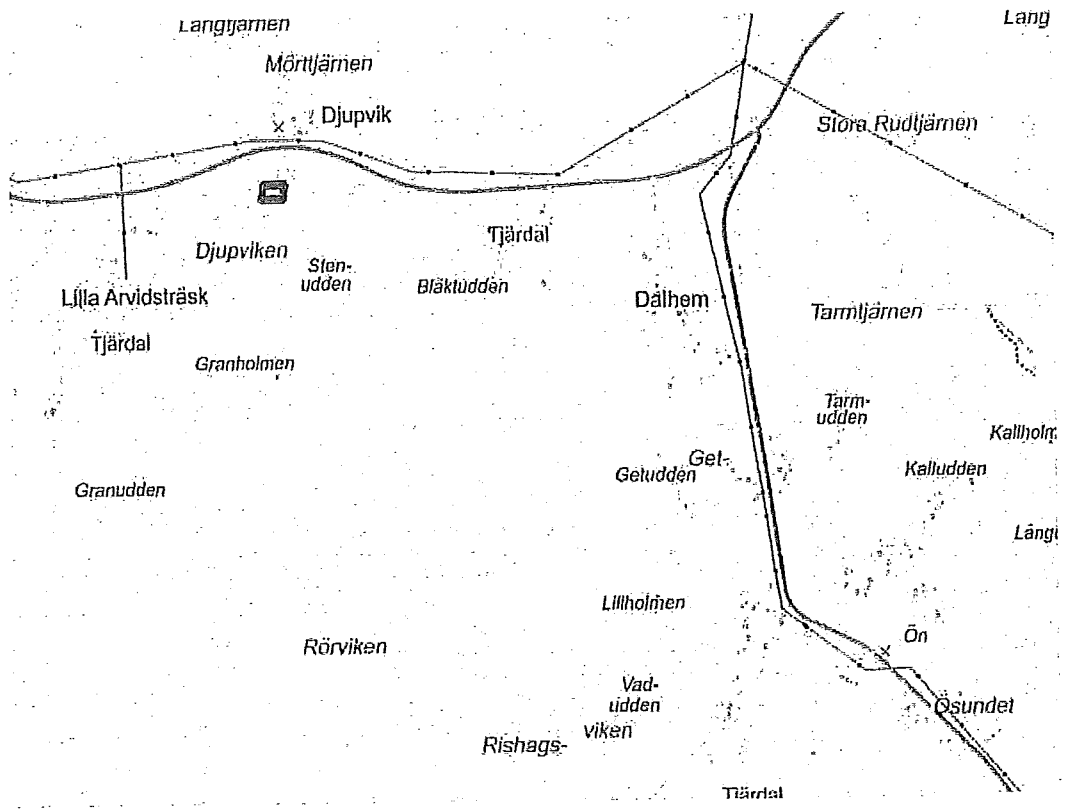 Långtjärnen
Lång
Mörttjärnen
Djupvik
Stora Rudtjärnen
Tjärdal
Djupviken
Sten-
udden
Bläktudden
Lilla Arvidsträsk
Dalhem
Tarmtjärnen
Tjärdal
Granholmen
Tarm-
udden
Kallholm
Get-
Getudden
Kalludden
Granudden
Lång
Lillholmen
Ön
Rörviken
Vad-
udden
Ösundet
Rishags-
viken
Tjärdal